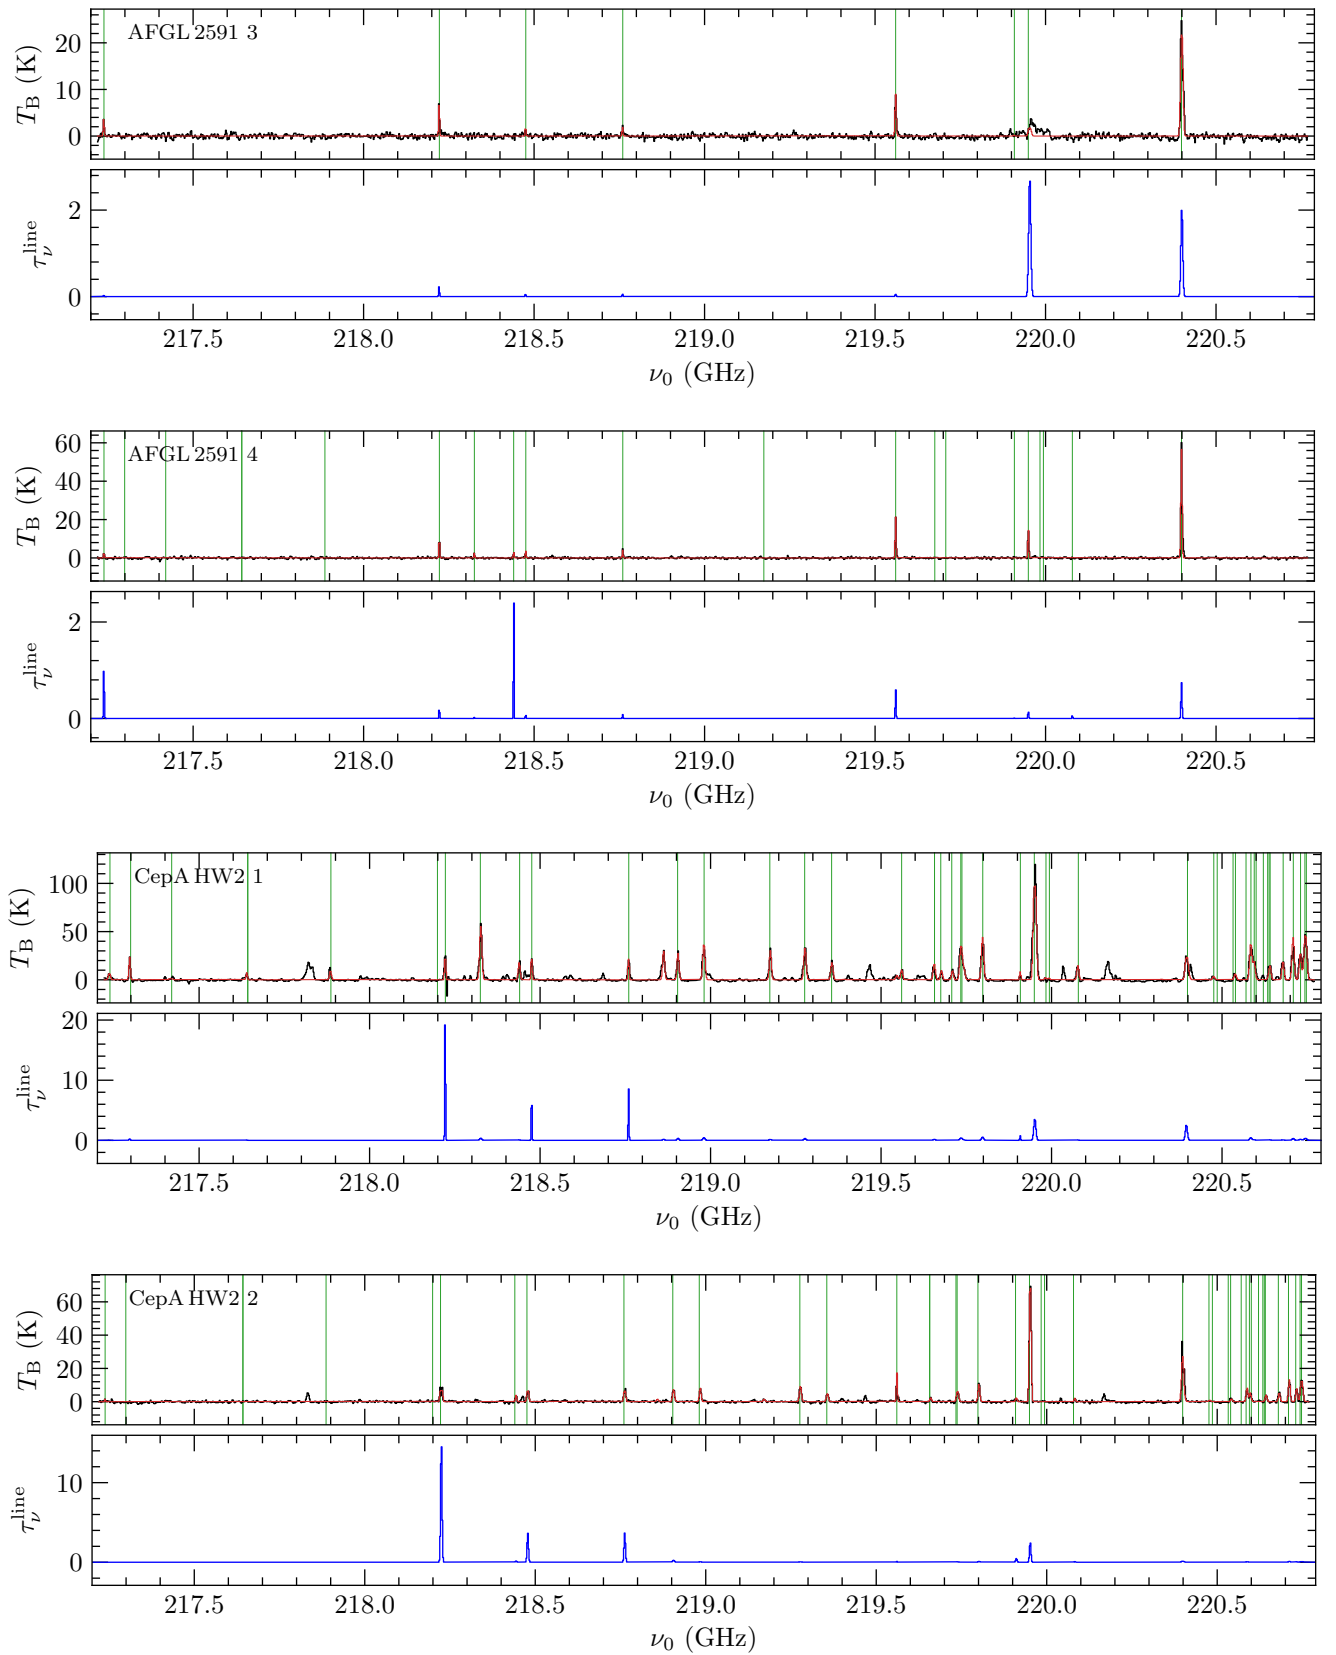 AFGL 2591 3
T_B (K)
20
10
0
τ_ν^line
2
0
217.5 218.0 218.5 219.0 219.5 220.0 220.5
ν_0 (GHz)
AFGL 2591 4
T_B (K)
60
40
20
0
τ_ν^line
2
0
217.5 218.0 218.5 219.0 219.5 220.0 220.5
ν_0 (GHz)
CepA HW2 1
T_B (K)
100
50
0
τ_ν^line
20
10
0
217.5 218.0 218.5 219.0 219.5 220.0 220.5
ν_0 (GHz)
CepA HW2 2
T_B (K)
60
40
20
0
τ_ν^line
10
0
217.5 218.0 218.5 219.0 219.5 220.0 220.5
ν_0 (GHz)